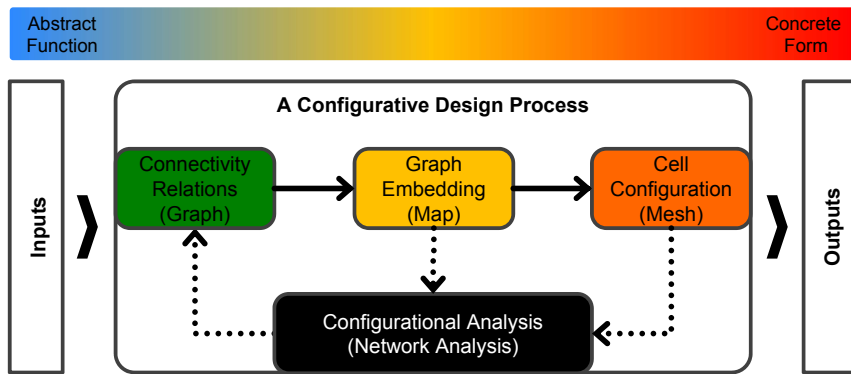 Abstract
Function
Concrete
Form
Inputs
A Configurative Design Process
Connectivity
Relations
(Graph)
Graph
Embedding
(Map)
Cell
Configuration
(Mesh)
Configurational Analysis
(Network Analysis)
Outputs